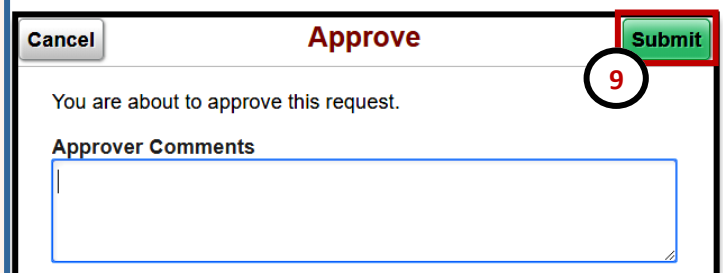 Cancel Approve Submit
9
You are about to approve this request.
Approver Comments